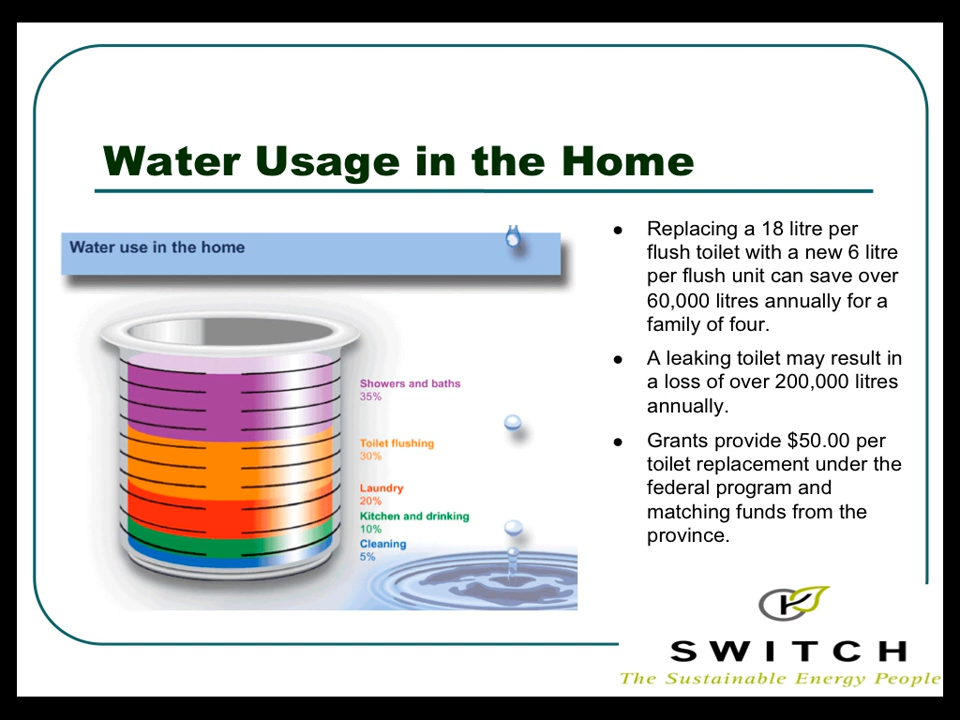 Water Usage in the Home
Water use in the home
Showers and baths
35%
Toilet flushing
30%
Laundry
20%
Kitchen and drinking
10%
Cleaning
5%
● Replacing a 18 litre per
flush toilet with a new 6 litre
per flush unit can save over
60,000 litres annually for a
family of four.
● A leaking toilet may result in
a loss of over 200,000 litres
annually.
● Grants provide $50.00 per
toilet replacement under the
federal program and
matching funds from the
province.
SWITCH
The Sustainable Energy People